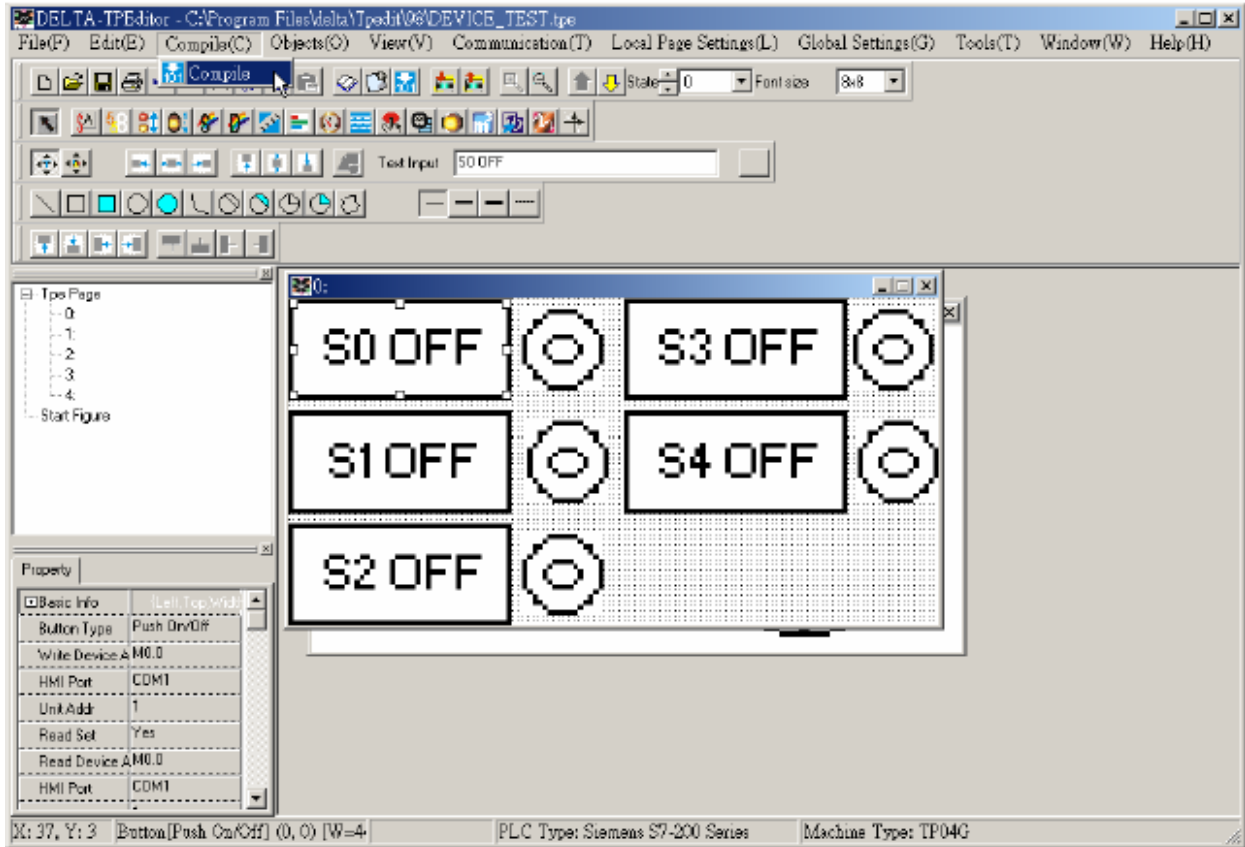 DELTA-TPEditor - C:\Program Files\delta\Tpedit\96\DEVICE_TEST.tpe
File(F) Edit(E) Compile(C) Objects(O) View(V) Communication(T) Local Page Settings(L) Global Settings(G) Tools(T) Window(W) Help(H)
Compile
State 0 Font size 8x8
Text Input S0 OFF
0:
Tpe Page
0:
1:
2:
3:
4:
Start Figure
S0 OFF S3 OFF
S1 OFF S4 OFF
S2 OFF
Property
Basic Info (Left,Top,Widt
Button Type Push On/Off
Write Device A M0.0
HMI Port COM1
Unit Addr 1
Read Set Yes
Read Device A M0.0
HMI Port COM1
X: 37, Y: 3 Button[Push On/Off] (0, 0) [W=4 PLC Type: Siemens S7-200 Series Machine Type: TP04G